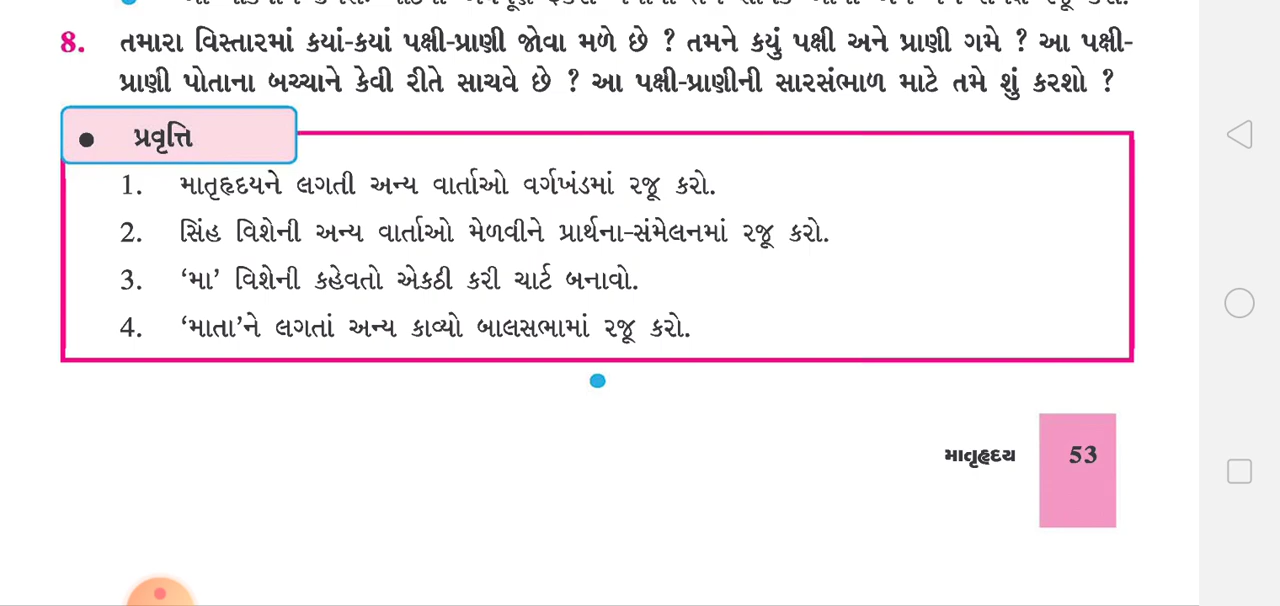 8. તમારા વિસ્તારમાં કયાં-કયાં પક્ષી-પ્રાણી જોવા મળે છે ? તમને કયું પક્ષી અને પ્રાણી ગમે ? આ પક્ષી-
પ્રાણી પોતાના બચ્ચાને કેવી રીતે સાચવે છે ? આ પક્ષી-પ્રાણીની સારસંભાળ માટે તમે શું કરશો ?
● પ્રવૃત્તિ
1. માતૃહૃદયને લગતી અન્ય વાર્તાઓ વર્ગખંડમાં રજૂ કરો.
2. સિંહ વિશેની અન્ય વાર્તાઓ મેળવીને પ્રાર્થના-સંમેલનમાં રજૂ કરો.
3. ‘મા’ વિશેની કહેવતો એકઠી કરી ચાર્ટ બનાવો.
4. ‘માતા’ને લગતાં અન્ય કાવ્યો બાલસભામાં રજૂ કરો.
માતૃહૃદય 53